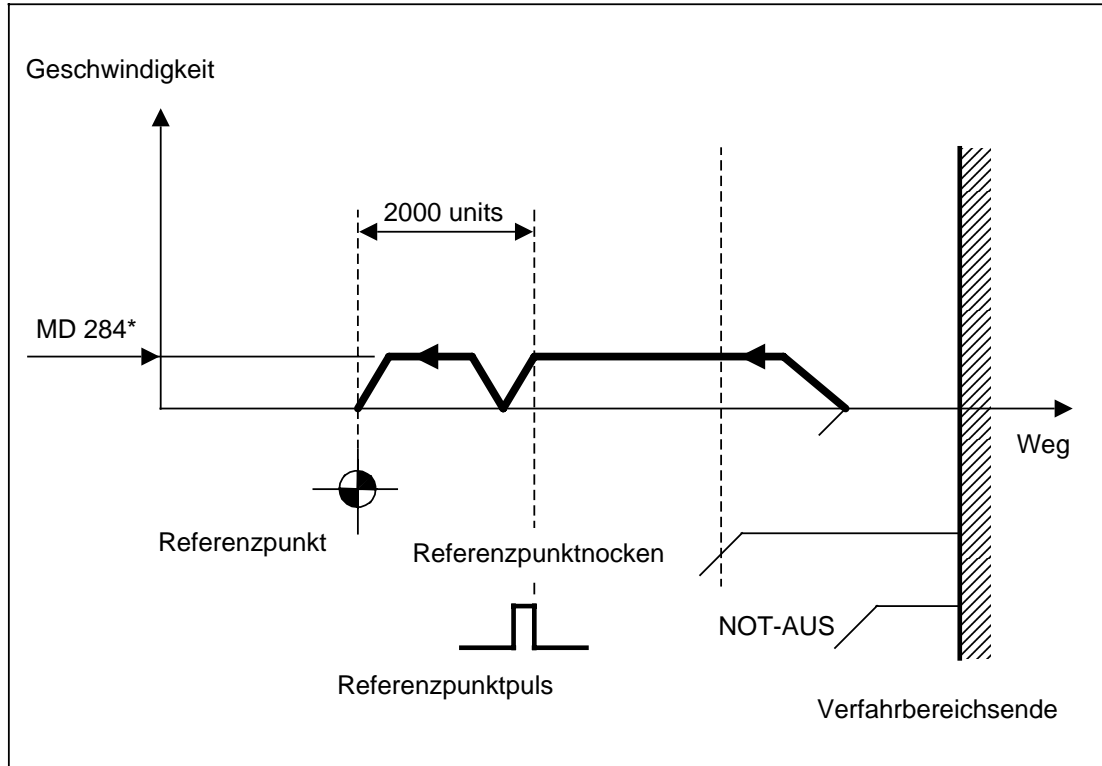 Geschwindigkeit
2000 units
MD 284*
Weg
Referenzpunkt
Referenzpunktnocken
NOT-AUS
Referenzpunktpuls
Verfahrbereichsende